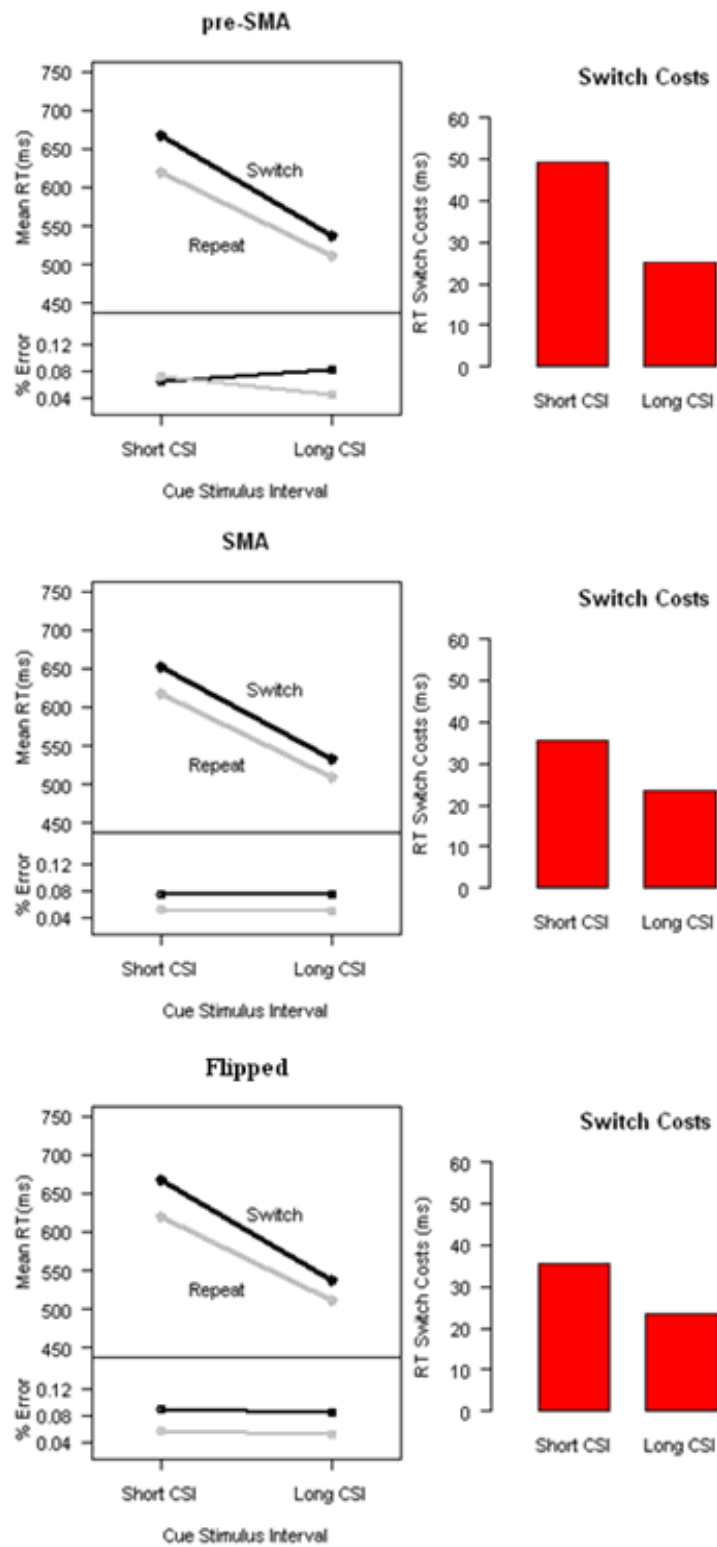 pre-SMA
Mean RT(ms)
750
700
650
600
550
500
450
Switch
Repeat
% Error
0.12
0.08
0.04
Short CSI Long CSI
Cue Stimulus Interval
Switch Costs
RT Switch Costs (ms)
60
50
40
30
20
10
0
Short CSI Long CSI
SMA
Mean RT(ms)
750
700
650
600
550
500
450
Switch
Repeat
% Error
0.12
0.08
0.04
Short CSI Long CSI
Cue Stimulus Interval
Switch Costs
RT Switch Costs (ms)
60
50
40
30
20
10
0
Short CSI Long CSI
Flipped
Mean RT(ms)
750
700
650
600
550
500
450
Switch
Repeat
% Error
0.12
0.08
0.04
Short CSI Long CSI
Cue Stimulus Interval
Switch Costs
RT Switch Costs (ms)
60
50
40
30
20
10
0
Short CSI Long CSI